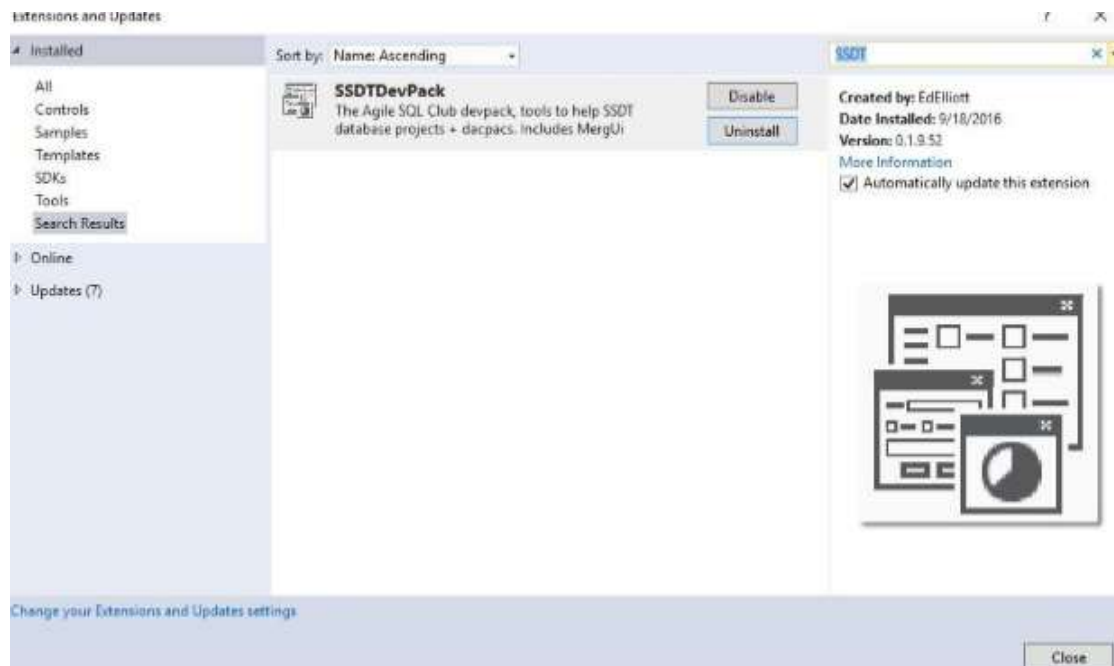 Extensions and Updates
? ×
Installed
All
Controls
Samples
Templates
SDKs
Tools
Search Results
Online
Updates (7)
Sort by: Name: Ascending
SSDTDevPack
The Agile SQL Club devpack, tools to help SSDT
database projects + dacpacs. Includes MergUi
Disable
Uninstall
SSDT
Created by: EdElliott
Date Installed: 9/18/2016
Version: 0.1.9.52
More Information
Automatically update this extension
Change your Extensions and Updates settings
Close